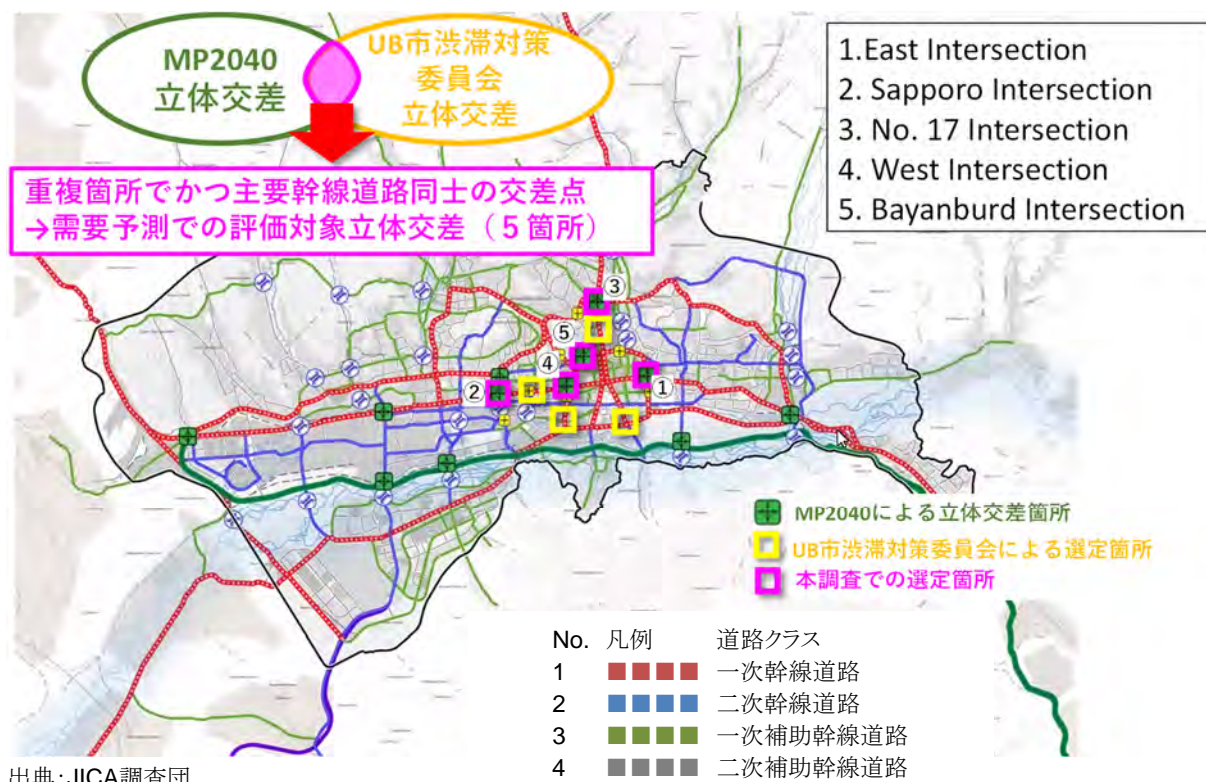 MP2040
立体交差
UB市渋滞対策
委員会
立体交差
1.East Intersection
2. Sapporo Intersection
3. No. 17 Intersection
4. West Intersection
5. Bayanburd Intersection
重複箇所でかつ主要幹線道路同士の交差点
→需要予測での評価対象立体交差（５箇所）
③
⑤
④
②
①
MP2040による立体交差箇所
UB市渋滞対策委員会による選定箇所
本調査での選定箇所
No. 凡例 道路クラス
1 一次幹線道路
2 二次幹線道路
3 一次補助幹線道路
4 二次補助幹線道路
出典：JICA調査団